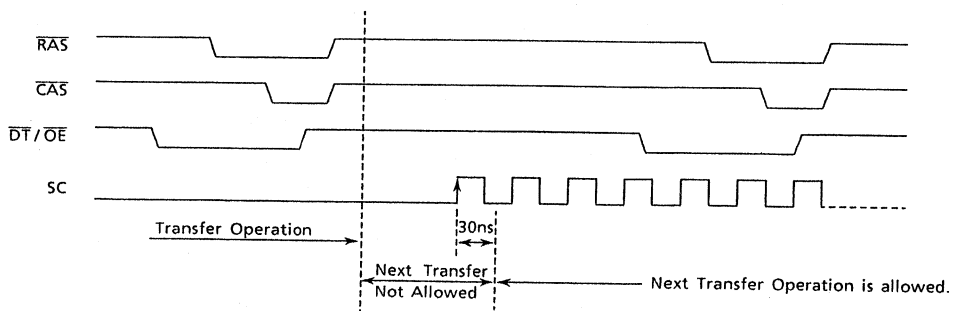 RAS
CAS
DT / OE
SC
30ns
Transfer Operation
Next Transfer
Not Allowed
Next Transfer Operation is allowed.